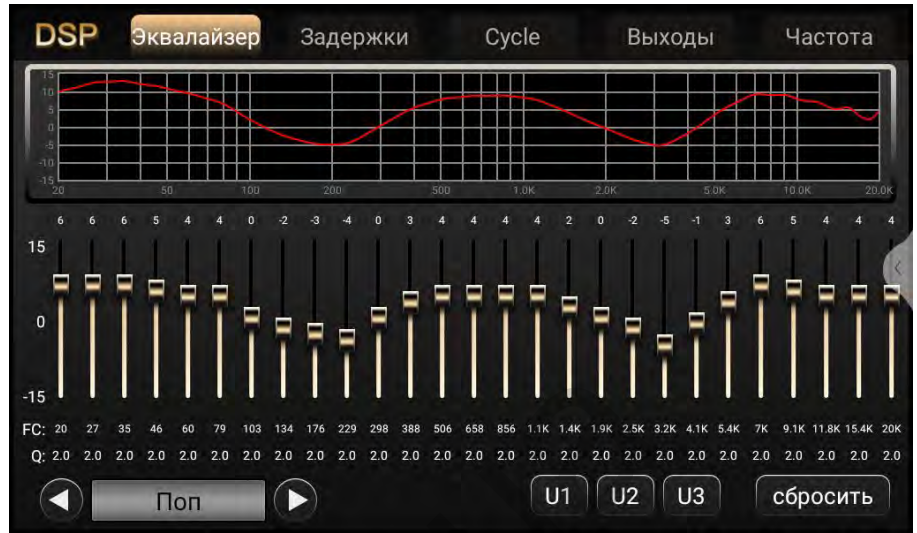 DSP Эквалайзер Задержки Cycle Выходы Частота
15
10
5
0
-5
-10
-15
20 50 100 200 500 1.0K 2.0K 5.0K 10.0K 20.0K
6 6 6 5 4 4 0 -2 -3 -4 0 3 4 4 4 4 2 0 -2 -5 -1 3 6 5 4 4 4
15
0
-15
FC: 20 27 35 46 60 79 103 134 176 229 298 388 506 658 856 1.1K 1.4K 1.9K 2.5K 3.2K 4.1K 5.4K 7K 9.1K 11.8K 15.4K 20K
Q: 2.0 2.0 2.0 2.0 2.0 2.0 2.0 2.0 2.0 2.0 2.0 2.0 2.0 2.0 2.0 2.0 2.0 2.0 2.0 2.0 2.0 2.0 2.0 2.0 2.0 2.0 2.0
Поп U1 U2 U3 сбросить